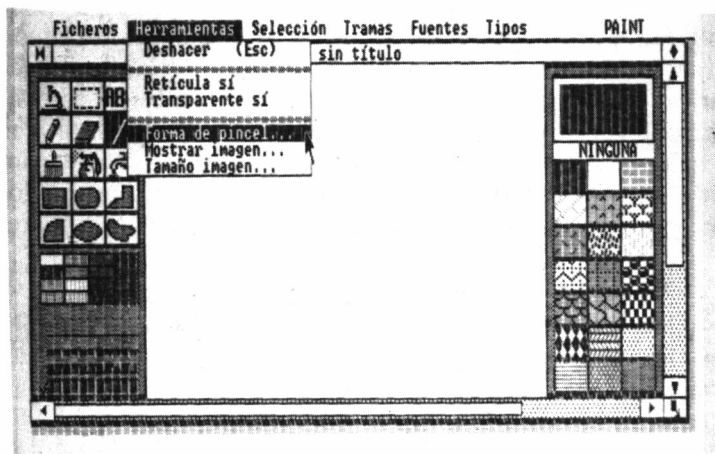 Ficheros Herramientas Selección Tramas Fuentes Tipos PAINT
sin título
Deshacer (Esc)
Retícula sí
Transparente sí
Forma de pincel...
Mostrar imagen...
Tamaño imagen...
AB
NINGUNA